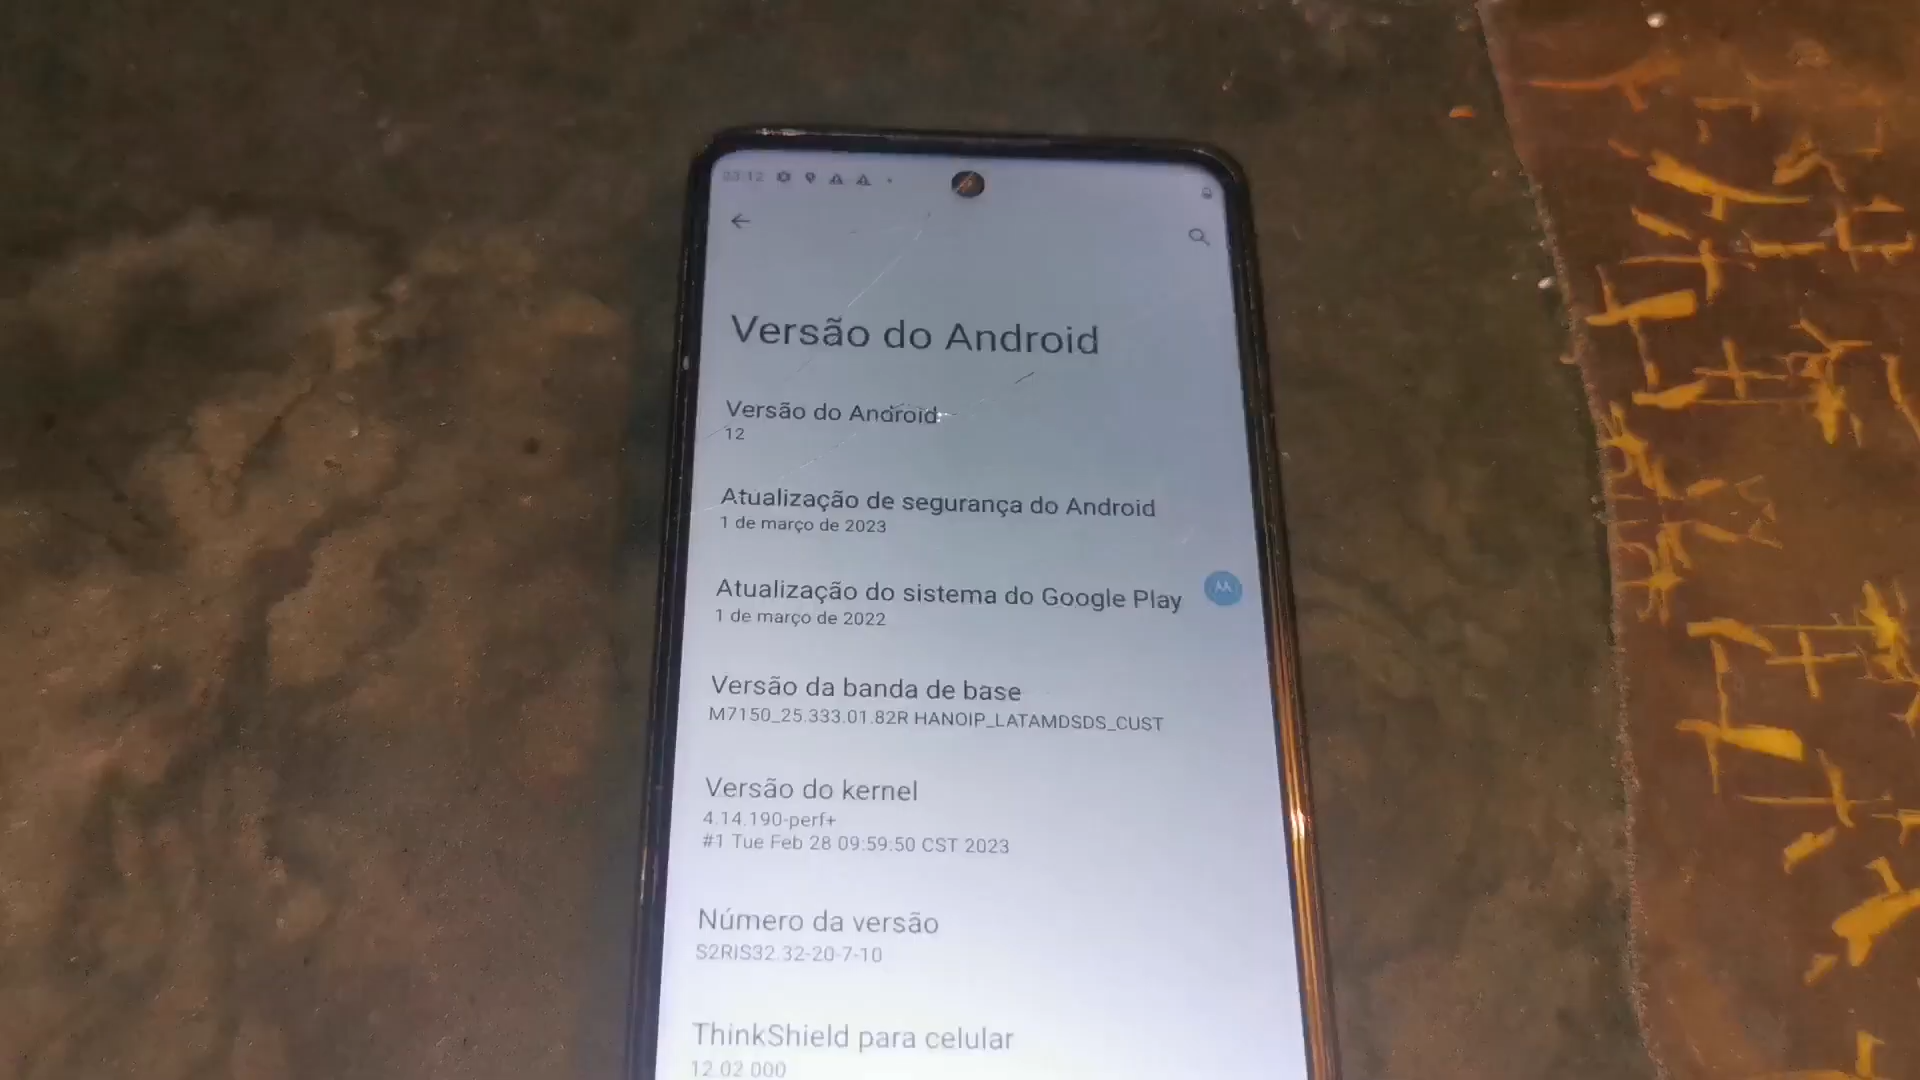 23:12
Versão do Android
Versão do Android
12
Atualização de segurança do Android
1 de março de 2023
Atualização do sistema do Google Play
1 de março de 2022
Versão da banda de base
M7150_25.333.01.82R HANOIP_LATAMDSDS_CUST
Versão do kernel
4.14.190-perf+
#1 Tue Feb 28 09:59:50 CST 2023
Número da versão
S2RIS32.32-20-7-10
ThinkShield para celular
12.02.000